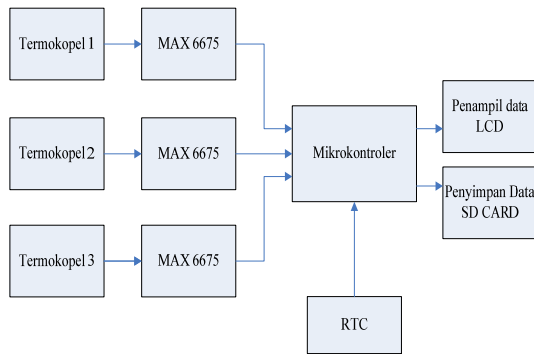 Termokopel 1
MAX 6675
Termokopel 2
MAX 6675
Termokopel 3
MAX 6675
Mikrokontroler
Penampil data
LCD
Penyimpan Data
SD CARD
RTC